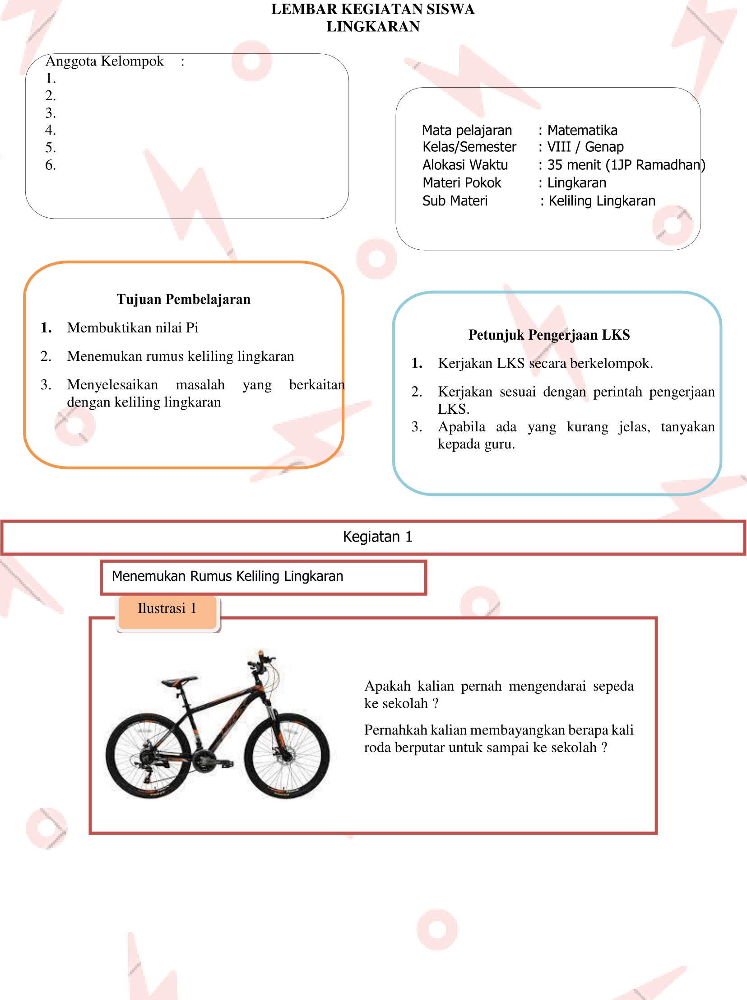 LEMBAR KEGIATAN SISWA
LINGKARAN
Anggota Kelompok :
1.
2.
3.
4.
5.
6.
Mata pelajaran : Matematika
Kelas/Semester : VIII / Genap
Alokasi Waktu : 35 menit (1JP Ramadhan)
Materi Pokok : Lingkaran
Sub Materi : Keliling Lingkaran
Tujuan Pembelajaran
1. Membuktikan nilai Pi
2. Menemukan rumus keliling lingkaran
3. Menyelesaikan masalah yang berkaitan
dengan keliling lingkaran
Petunjuk Pengerjaan LKS
1. Kerjakan LKS secara berkelompok.
2. Kerjakan sesuai dengan perintah pengerjaan
LKS.
3. Apabila ada yang kurang jelas, tanyakan
kepada guru.
Kegiatan 1
Menemukan Rumus Keliling Lingkaran
Ilustrasi 1
Apakah kalian pernah mengendarai sepeda
ke sekolah ?
Pernahkah kalian membayangkan berapa kali
roda berputar untuk sampai ke sekolah ?